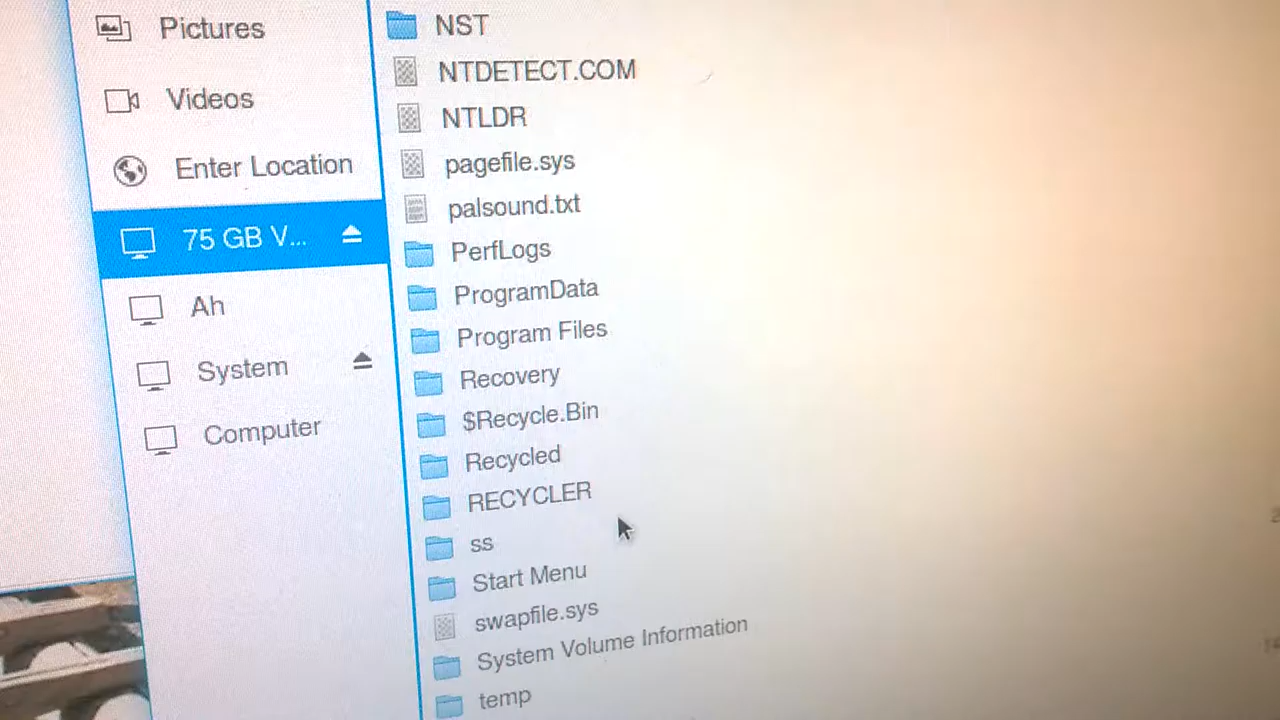 Pictures
Videos
Enter Location
75 GB V...
Ah
System
Computer
NST
NTDETECT.COM
NTLDR
pagefile.sys
palsound.txt
PerfLogs
ProgramData
Program Files
Recovery
$Recycle.Bin
Recycled
RECYCLER
ss
Start Menu
swapfile.sys
System Volume Information
temp